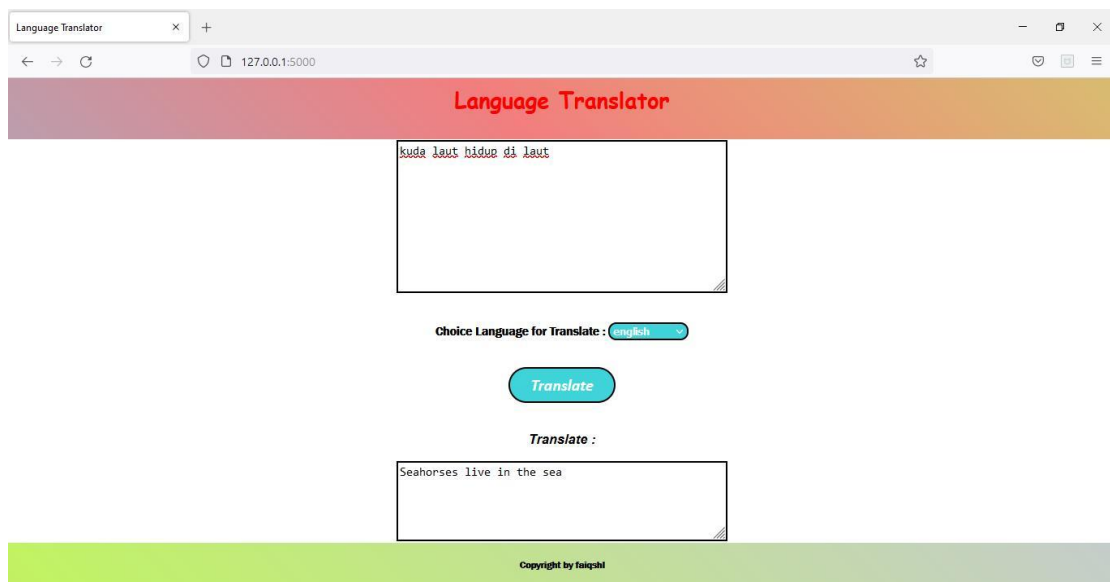 Language Translator
127.0.0.1:5000
Language Translator
kuda laut hidup di laut
Choice Language for Translate : english
Translate
Translate :
Seahorses live in the sea
Copyright by faiqshl